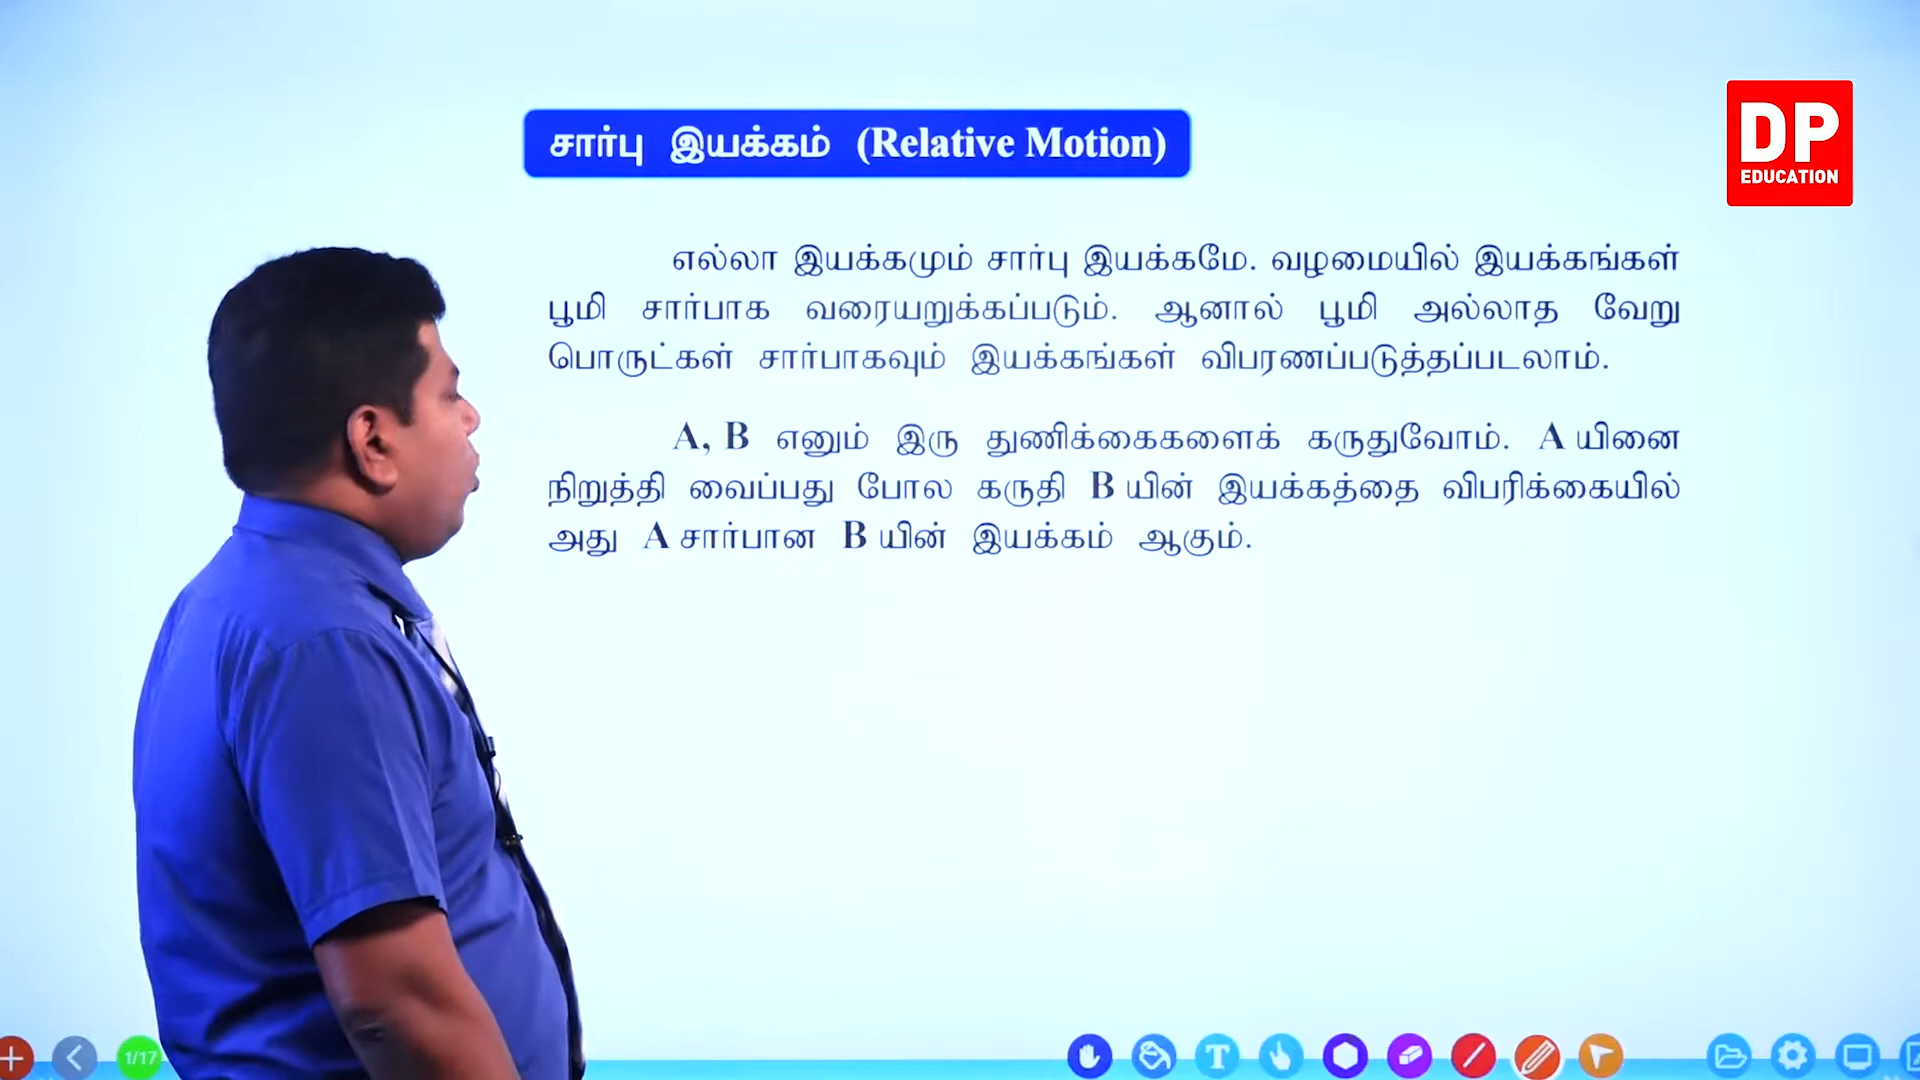 சார்பு இயக்கம் (Relative Motion)
DP
EDUCATION
எல்லா இயக்கமும் சார்பு இயக்கமே. வழமையில் இயக்கங்கள்
பூமி சார்பாக வரையறுக்கப்படும். ஆனால் பூமி அல்லாத வேறு
பொருட்கள் சார்பாகவும் இயக்கங்கள் விபரணப்படுத்தப்படலாம்.
A, B எனும் இரு துணிக்கைகளைக் கருதுவோம். A யினை
நிறுத்தி வைப்பது போல கருதி B யின் இயக்கத்தை விபரிக்கையில்
அது A சார்பான B யின் இயக்கம் ஆகும்.
1/17